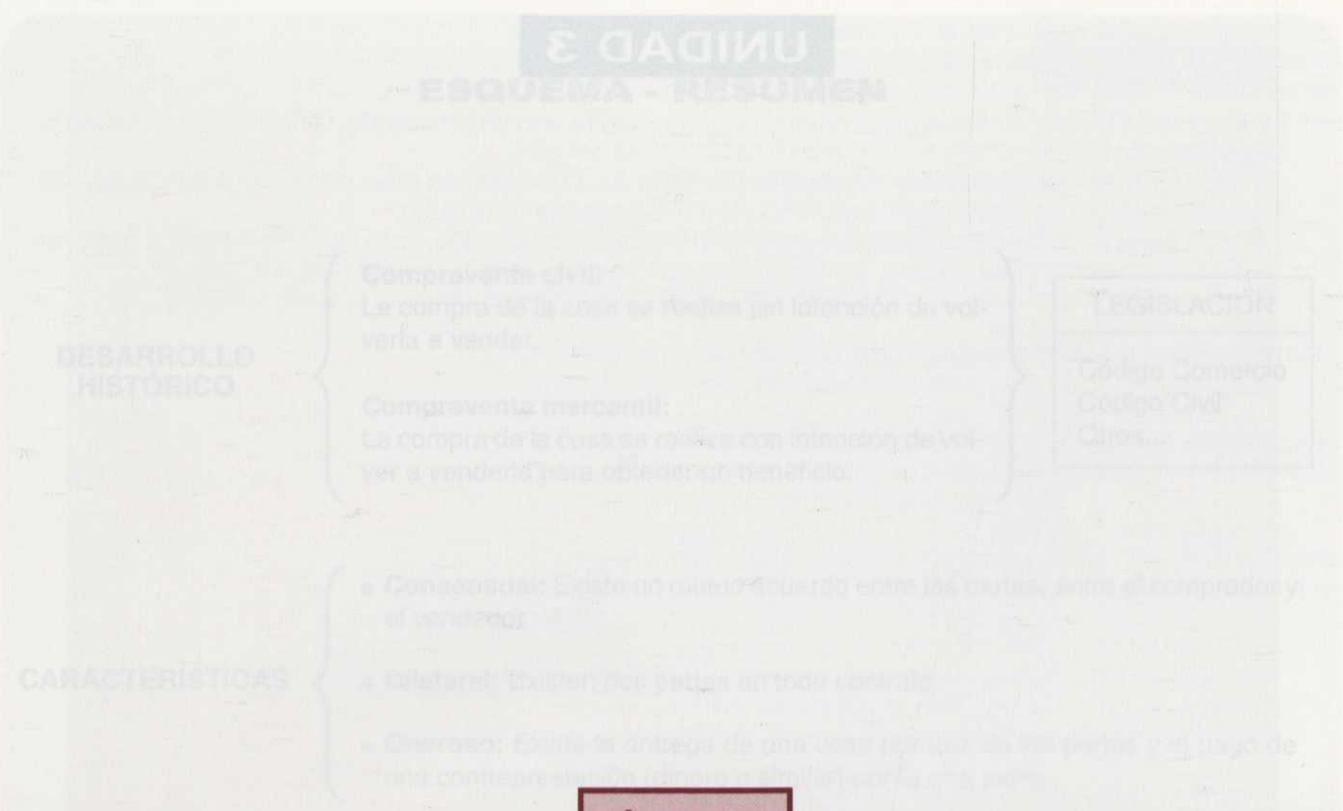 UNIDAD 3
ESQUEMA - RESUMEN
Compraventa civil:
La compra de la cosa se realiza sin intención de vol-
verla a vender.
DESARROLLO
HISTÓRICO
Compraventa mercantil:
La compra de la cosa se realiza con intención de vol-
ver a venderla para obtener un beneficio.
LEGISLACIÓN
Código Comercio
Código Civil
Otros...
CARACTERÍSTICAS
• Consensual: Existe un mutuo acuerdo entre las partes, entre el comprador y
el vendedor.
• Bilateral: Existen dos partes en todo contrato.
• Oneroso: Existe la entrega de una cosa por una de las partes y el pago de
una contraprestación (dinero o similar) por la otra parte.